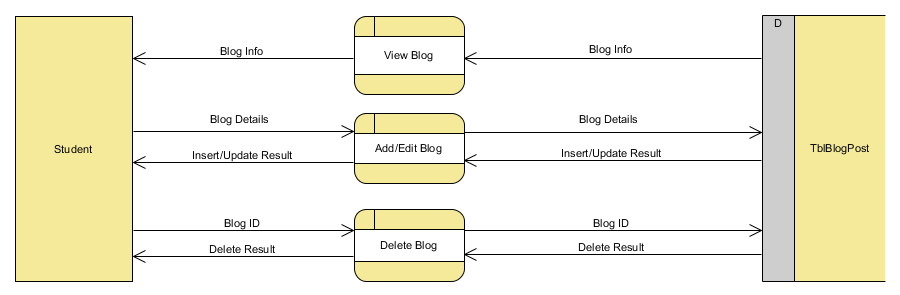 D
Blog Info
View Blog
Blog Info
Blog Details
Blog Details
Student
Insert/Update Result
Add/Edit Blog
Insert/Update Result
TblBlogPost
Blog ID
Blog ID
Delete Result
Delete Blog
Delete Result